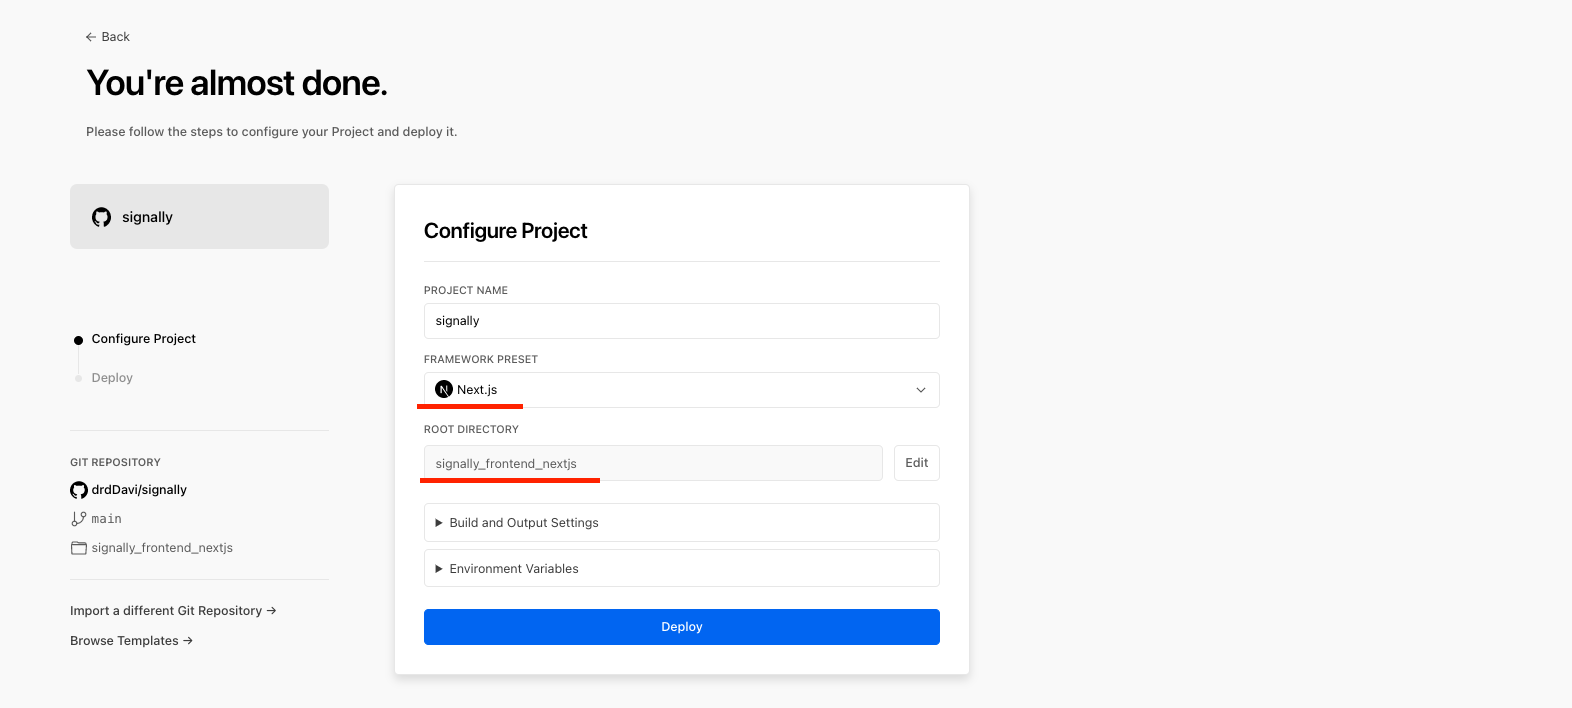 ← Back
You're almost done.
Please follow the steps to configure your Project and deploy it.
signally
Configure Project
Deploy
GIT REPOSITORY
drdDavi/signally
main
signally_frontend_nextjs
Import a different Git Repository →
Browse Templates →
Configure Project
PROJECT NAME
signally
FRAMEWORK PRESET
N Next.js
ROOT DIRECTORY
signally_frontend_nextjs Edit
Build and Output Settings
Environment Variables
Deploy